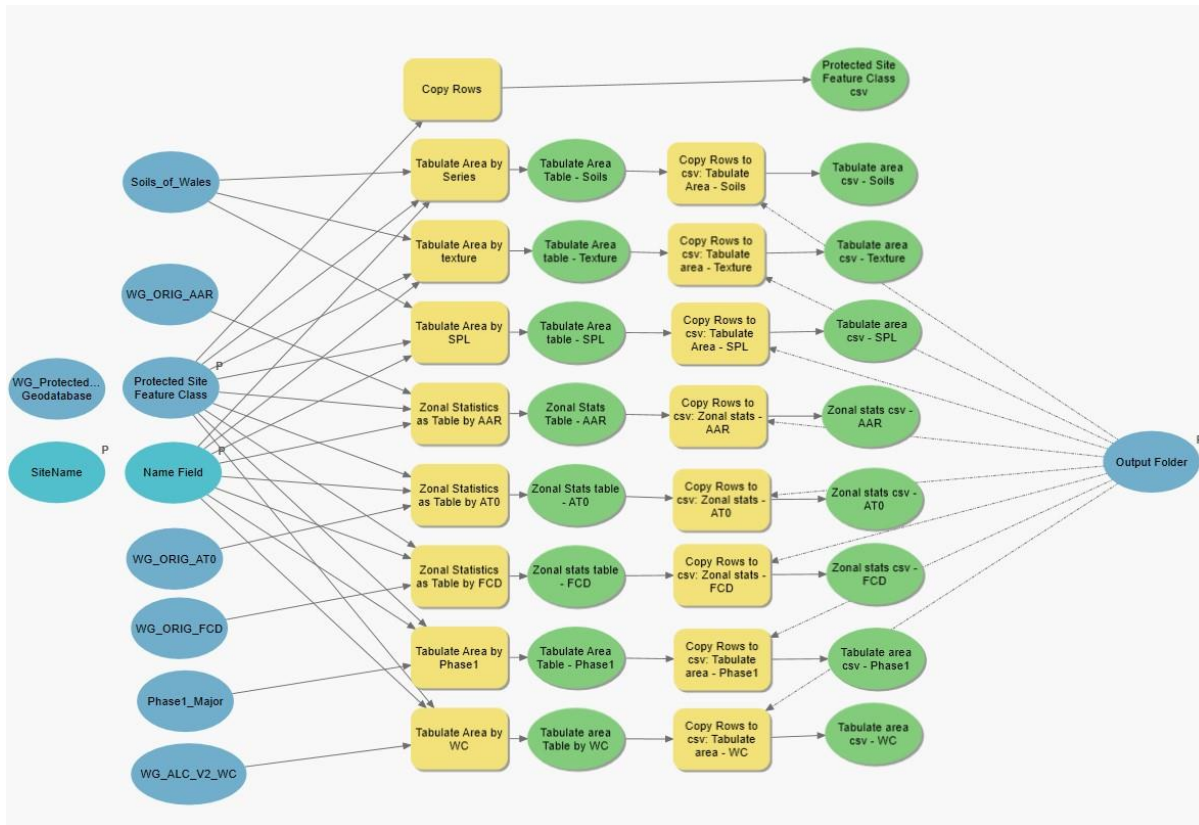 Copy Rows
Protected Site
Feature Class
csv
Soils_of_Wales
Tabulate Area by
Series
Tabulate Area
Table - Soils
Copy Rows to
csv: Tabulate
Area - Soils
Tabulate area
csv - Soils
Tabulate Area by
texture
Tabulate Area
table - Texture
Copy Rows to
csv: Tabulate
area - Texture
Tabulate area
csv - Texture
WG_ORIG_AAR
Tabulate Area by
SPL
Tabulate Area
table - SPL
Copy Rows to
csv: Tabulate
Area - SPL
Tabulate area
csv - SPL
WG_Protected...
Geodatabase
P
Protected Site
Feature Class
Zonal Statistics
as Table by AAR
Zonal Stats
Table - AAR
Copy Rows to
csv: Zonal stats -
AAR
Zonal stats csv -
AAR
P
SiteName
P
Name Field
P
Output Folder
Zonal Statistics
as Table by AT0
Zonal Stats table
- AT0
Copy Rows to
csv: Zonal stats -
AT0
Zonal stats csv -
AT0
WG_ORIG_AT0
Zonal Statistics
as Table by FCD
Zonal stats table
- FCD
Copy Rows to
csv: Zonal stats -
FCD
Zonal stats csv -
FCD
WG_ORIG_FCD
Tabulate Area by
Phase1
Tabulate Area
Table - Phase1
Copy Rows to
csv: Tabulate
area - Phase1
Tabulate area
csv - Phase1
Phase1_Major
Tabulate Area by
WC
Tabulate area
Table by WC
Copy Rows to
csv: Tabulate
area - WC
Tabulate area
csv - WC
WG_ALC_V2_WC